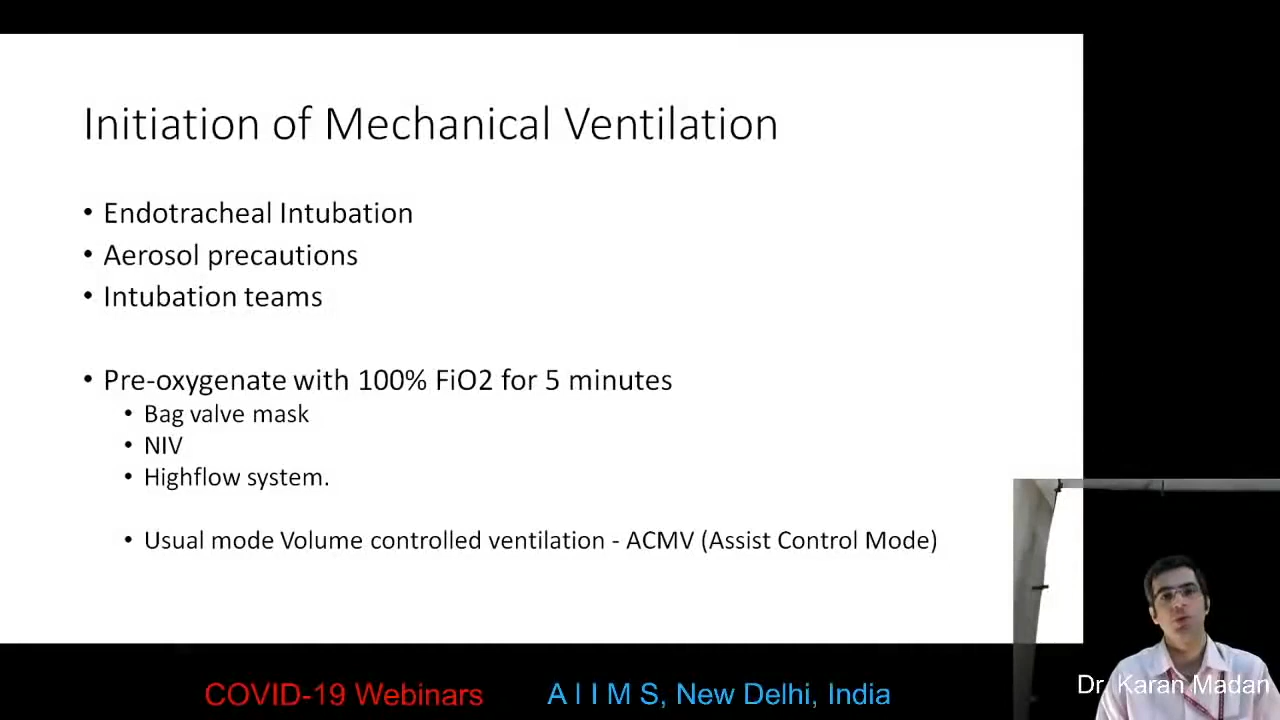 Initiation of Mechanical Ventilation
• Endotracheal Intubation
• Aerosol precautions
• Intubation teams
• Pre-oxygenate with 100% FiO2 for 5 minutes
• Bag valve mask
• NIV
• Highflow system.
• Usual mode Volume controlled ventilation - ACMV (Assist Control Mode)
Dr. Karan Madan
COVID-19 Webinars A I I M S, New Delhi, India